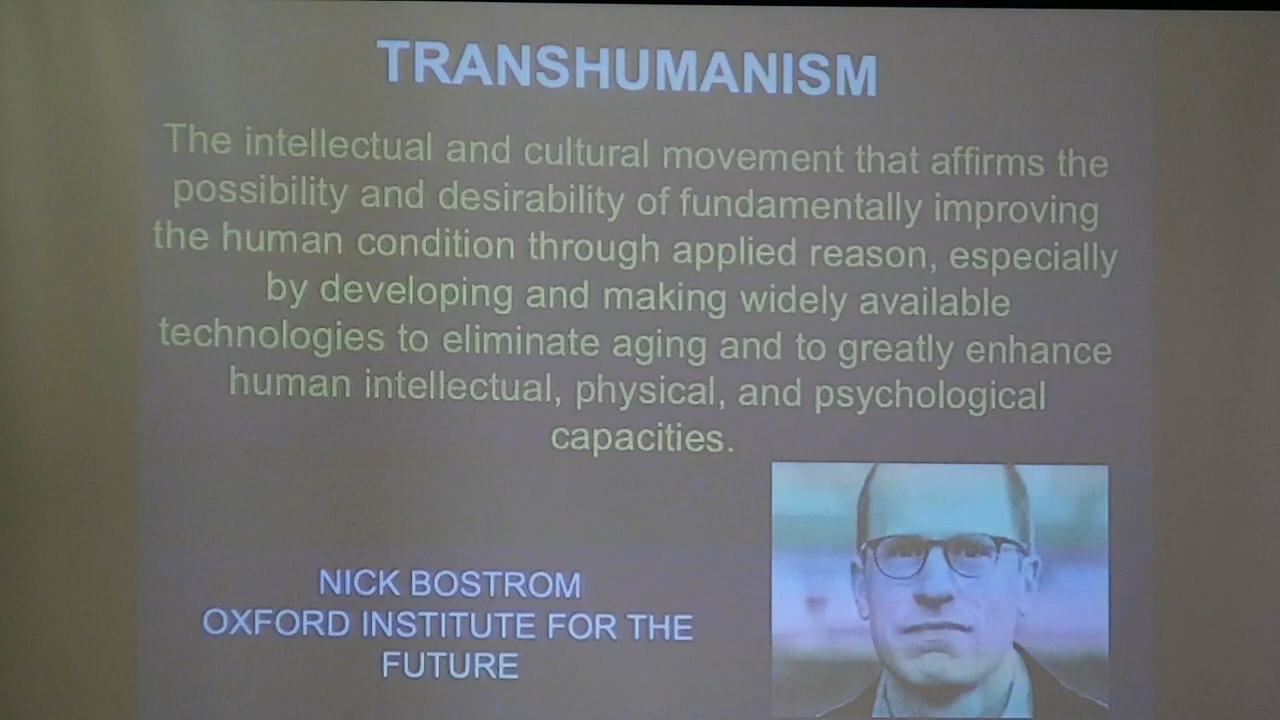 TRANSHUMANISM
The intellectual and cultural movement that affirms the
possibility and desirability of fundamentally improving
the human condition through applied reason, especially
by developing and making widely available
technologies to eliminate aging and to greatly enhance
human intellectual, physical, and psychological
capacities.
NICK BOSTROM
OXFORD INSTITUTE FOR THE
FUTURE